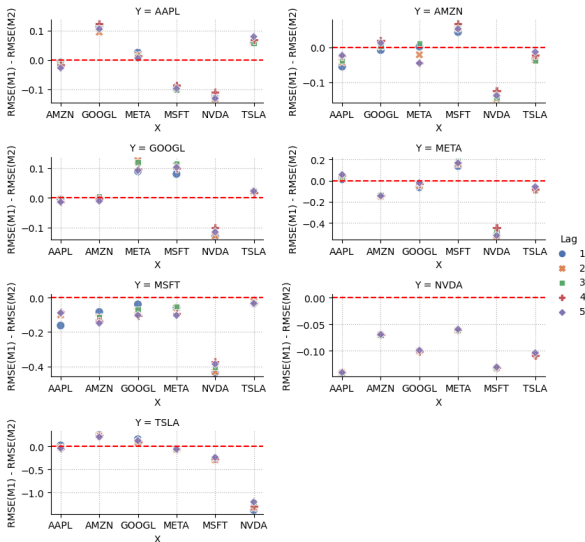 Y = AAPL
RMSE(M1) - RMSE(M2)
0.1
0.0
−0.1
AMZN GOOGL META MSFT NVDA TSLA
X
Y = AMZN
RMSE(M1) - RMSE(M2)
0.0
−0.1
AAPL GOOGL META MSFT NVDA TSLA
X
Y = GOOGL
RMSE(M1) - RMSE(M2)
0.1
0.0
−0.1
AAPL AMZN META MSFT NVDA TSLA
X
Y = META
RMSE(M1) - RMSE(M2)
0.2
0.0
−0.2
−0.4
AAPL AMZN GOOGL MSFT NVDA TSLA
X
Lag
1
2
3
4
5
Y = MSFT
RMSE(M1) - RMSE(M2)
0.0
−0.2
−0.4
AAPL AMZN GOOGL META NVDA TSLA
X
Y = NVDA
RMSE(M1) - RMSE(M2)
0.00
−0.05
−0.10
AAPL AMZN GOOGL META MSFT TSLA
X
Y = TSLA
RMSE(M1) - RMSE(M2)
0.0
−0.5
−1.0
AAPL AMZN GOOGL META MSFT NVDA
X